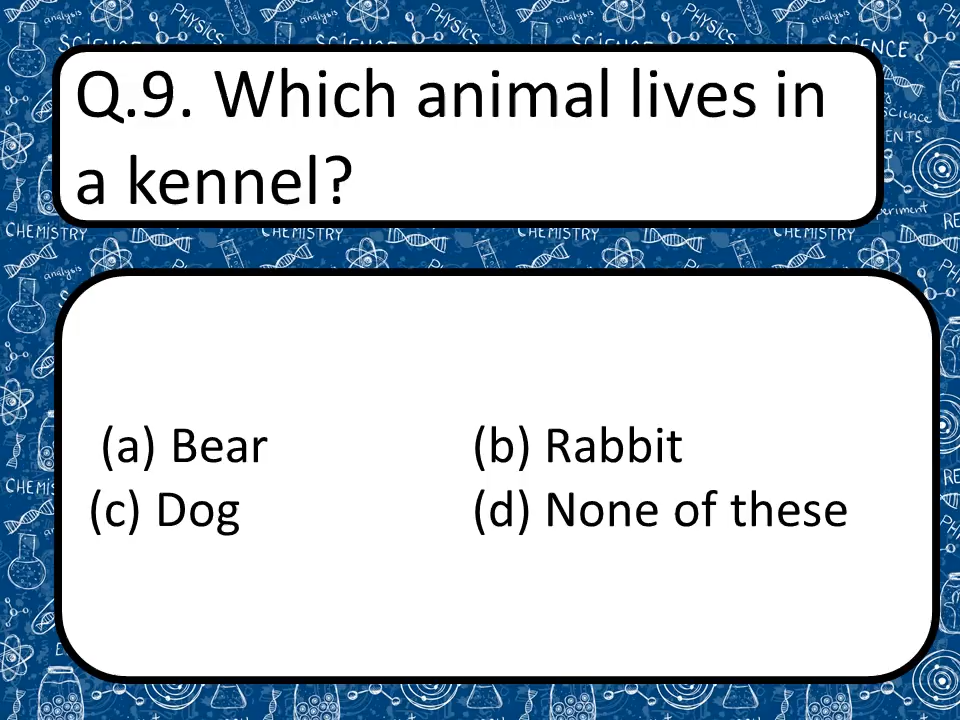 Q.9. Which animal lives in
a kennel?
(a) Bear (b) Rabbit
(c) Dog (d) None of these